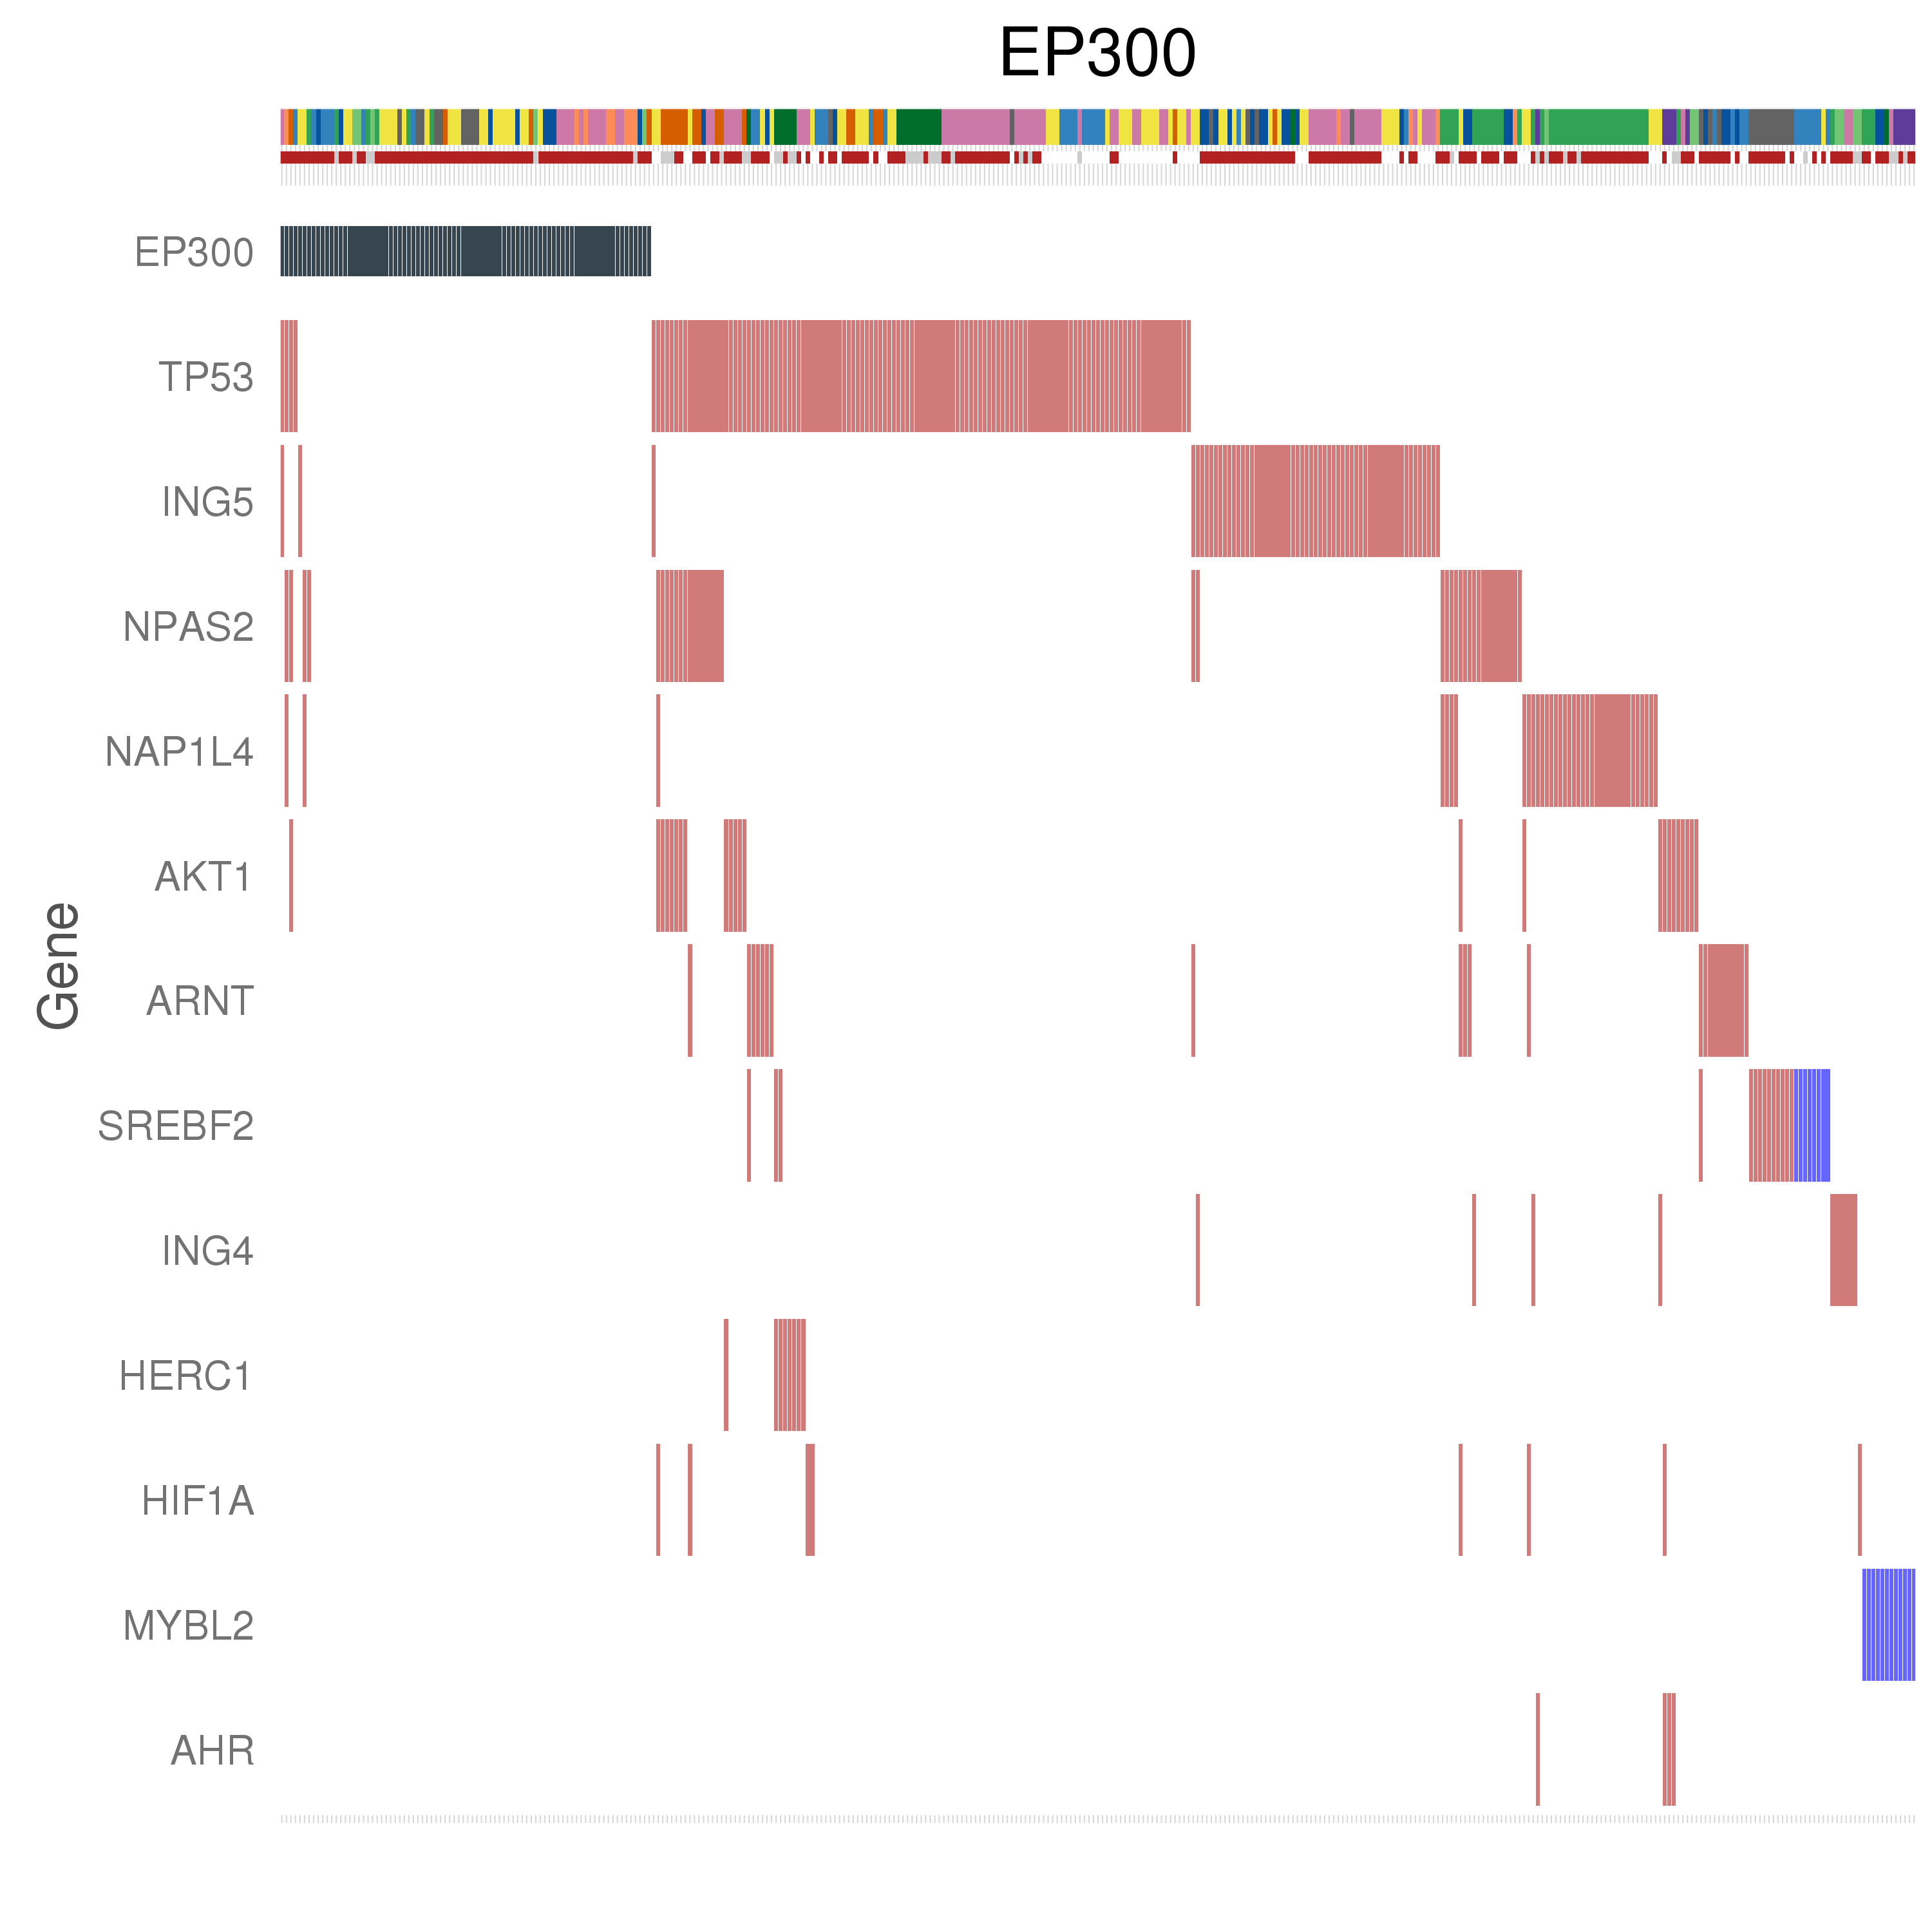 EP300
EP300
TP53
ING5
NPAS2
NAP1L4
AKT1
Gene
ARNT
SREBF2
ING4
HERC1
HIF1A
MYBL2
AHR